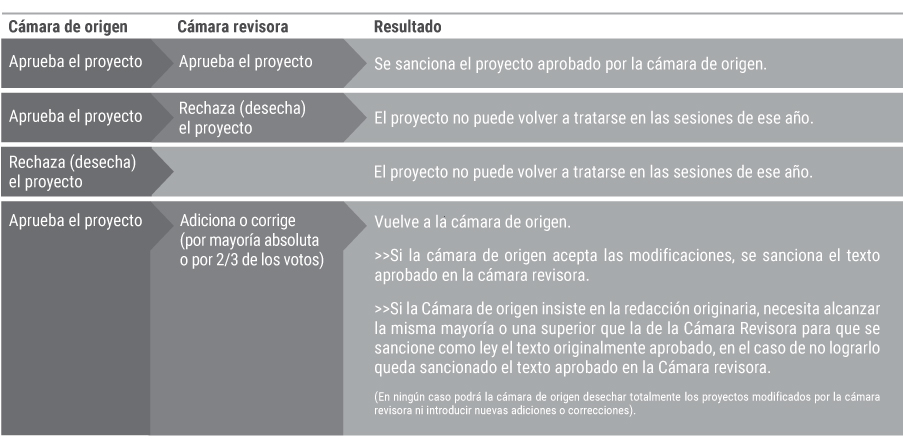 Cámara de origen Cámara revisora Resultado
Aprueba el proyecto Aprueba el proyecto Se sanciona el proyecto aprobado por la cámara de origen.
Aprueba el proyecto
Rechaza (desecha)
el proyecto
El proyecto no puede volver a tratarse en las sesiones de ese año.
Rechaza (desecha)
el proyecto
El proyecto no puede volver a tratarse en las sesiones de ese año.
Aprueba el proyecto
Adiciona o corrige
(por mayoría absoluta
o por 2/3 de los votos)
Vuelve a la cámara de origen.
>>Si la cámara de origen acepta las modificaciones, se sanciona el texto
aprobado en la cámara revisora.
>>Si la Cámara de origen insiste en la redacción originaria, necesita alcanzar
la misma mayoría o una superior que la de la Cámara Revisora para que se
sancione como ley el texto originalmente aprobado, en el caso de no lograrlo
queda sancionado el texto aprobado en la Cámara revisora.
(En ningún caso podrá la cámara de origen desechar totalmente los proyectos modificados por la cámara
revisora ni introducir nuevas adiciones o correcciones).